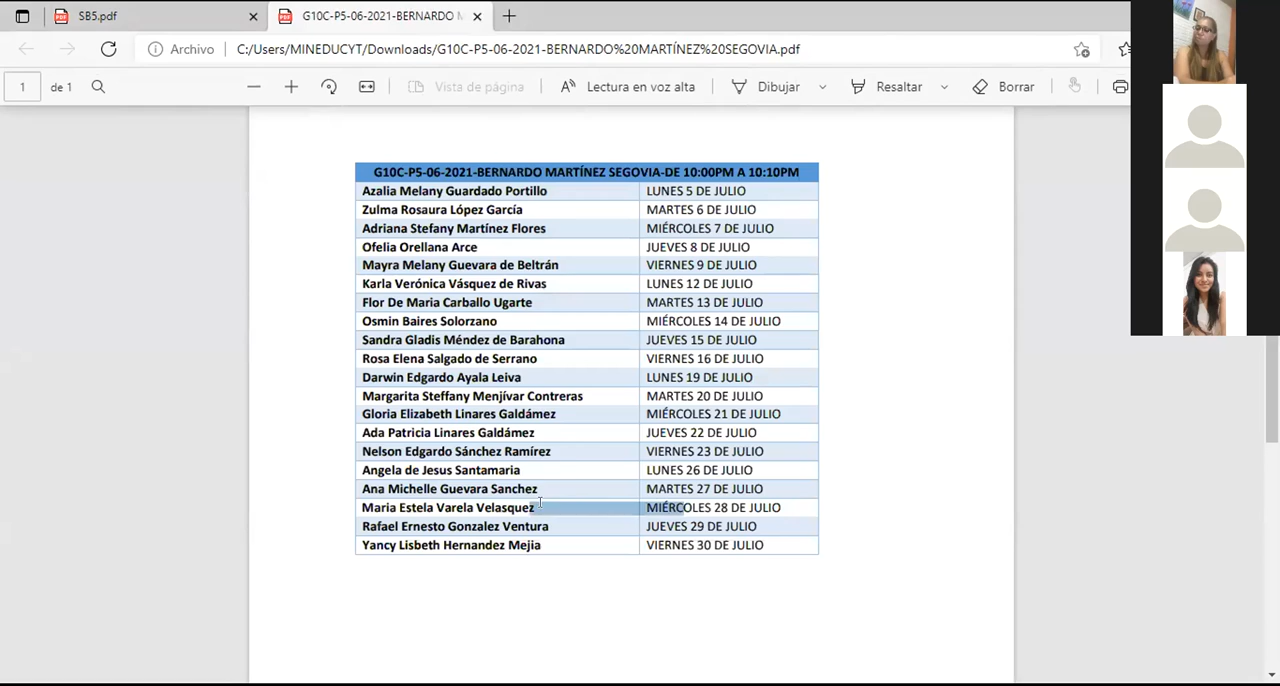 SB5.pdf
G10C-P5-06-2021-BERNARDO M
Archivo
C:/Users/MINEDUCYT/Downloads/G10C-P5-06-2021-BERNARDO%20MARTÍNEZ%20SEGOVIA.pdf
1 de 1
Vista de página
Lectura en voz alta
Dibujar
Resaltar
Borrar
G10C-P5-06-2021-BERNARDO MARTÍNEZ SEGOVIA-DE 10:00PM A 10:10PM
Azalia Melany Guardado Portillo LUNES 5 DE JULIO
Zulma Rosaura López García MARTES 6 DE JULIO
Adriana Stefany Martínez Flores MIÉRCOLES 7 DE JULIO
Ofelia Orellana Arce JUEVES 8 DE JULIO
Mayra Melany Guevara de Beltrán VIERNES 9 DE JULIO
Karla Verónica Vásquez de Rivas LUNES 12 DE JULIO
Flor De Maria Carballo Ugarte MARTES 13 DE JULIO
Osmin Baires Solorzano MIÉRCOLES 14 DE JULIO
Sandra Gladis Méndez de Barahona JUEVES 15 DE JULIO
Rosa Elena Salgado de Serrano VIERNES 16 DE JULIO
Darwin Edgardo Ayala Leiva LUNES 19 DE JULIO
Margarita Steffany Menjívar Contreras MARTES 20 DE JULIO
Gloria Elizabeth Linares Galdámez MIÉRCOLES 21 DE JULIO
Ada Patricia Linares Galdámez JUEVES 22 DE JULIO
Nelson Edgardo Sánchez Ramírez VIERNES 23 DE JULIO
Angela de Jesus Santamaria LUNES 26 DE JULIO
Ana Michelle Guevara Sanchez MARTES 27 DE JULIO
Maria Estela Varela Velasquez MIÉRCOLES 28 DE JULIO
Rafael Ernesto Gonzalez Ventura JUEVES 29 DE JULIO
Yancy Lisbeth Hernandez Mejia VIERNES 30 DE JULIO